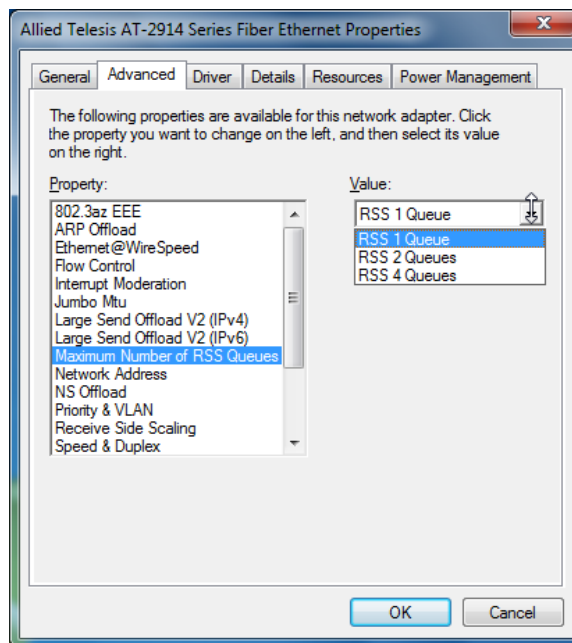 Allied Telesis AT-2914 Series Fiber Ethernet Properties
General Advanced Driver Details Resources Power Management
The following properties are available for this network adapter. Click
the property you want to change on the left, and then select its value
on the right.
Property:
802.3az EEE
ARP Offload
Ethernet@WireSpeed
Flow Control
Interrupt Moderation
Jumbo Mtu
Large Send Offload V2 (IPv4)
Large Send Offload V2 (IPv6)
Maximum Number of RSS Queues
Network Address
NS Offload
Priority & VLAN
Receive Side Scaling
Speed & Duplex
Value:
RSS 1 Queue
RSS 1 Queue
RSS 2 Queues
RSS 4 Queues
OK Cancel